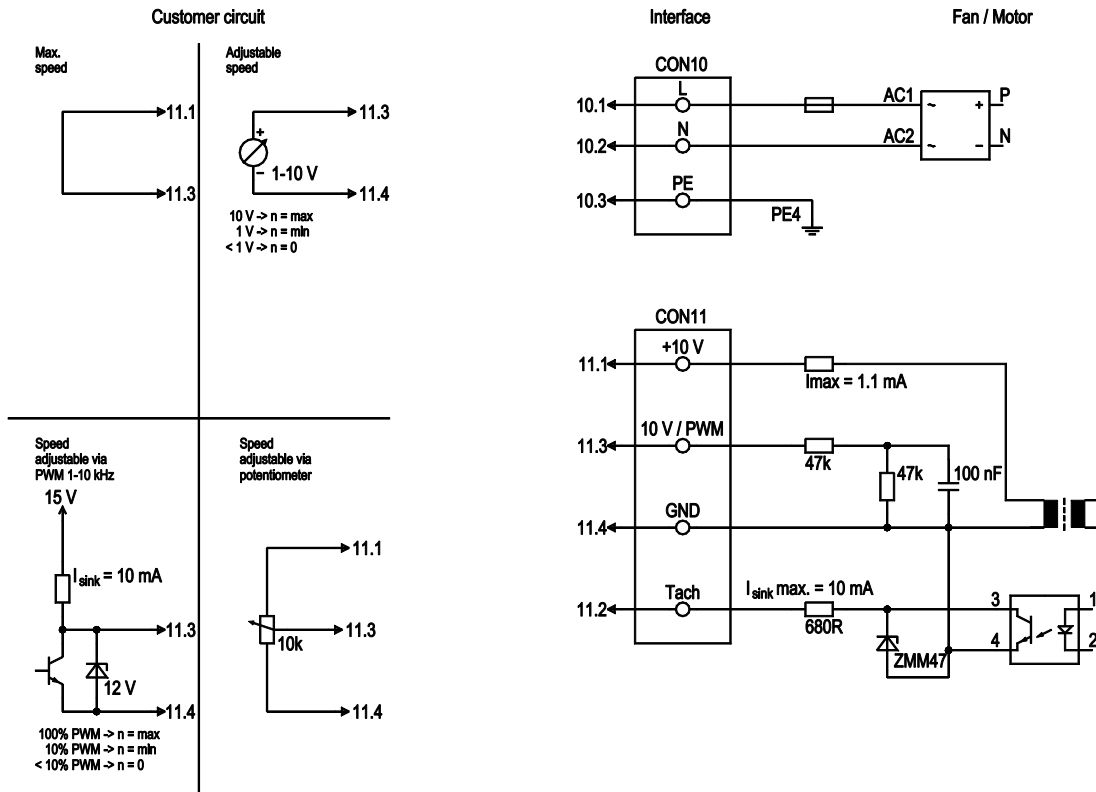 Customer circuit
Interface
Fan / Motor
Max.
speed
11.1
11.3
Adjustable
speed
11.3
+
1-10 V
−
11.4
10 V -> n = max
1 V -> n = min
< 1 V -> n = 0
CON10
L
10.1
AC1
~
+
P
N
10.2
AC2
~
−
N
PE
10.3
PE4
CON11
+10 V
11.1
Imax = 1.1 mA
10 V / PWM
11.3
47k
47k
100 nF
GND
11.4
Tach
11.2
Isink max. = 10 mA
680R
ZMM47
3
4
1
2
Speed
adjustable via
PWM 1-10 kHz
15 V
Isink = 10 mA
11.3
12 V
11.4
100% PWM -> n = max
10% PWM -> n = min
< 10% PWM -> n = 0
Speed
adjustable via
potentiometer
11.1
11.3
10k
11.4